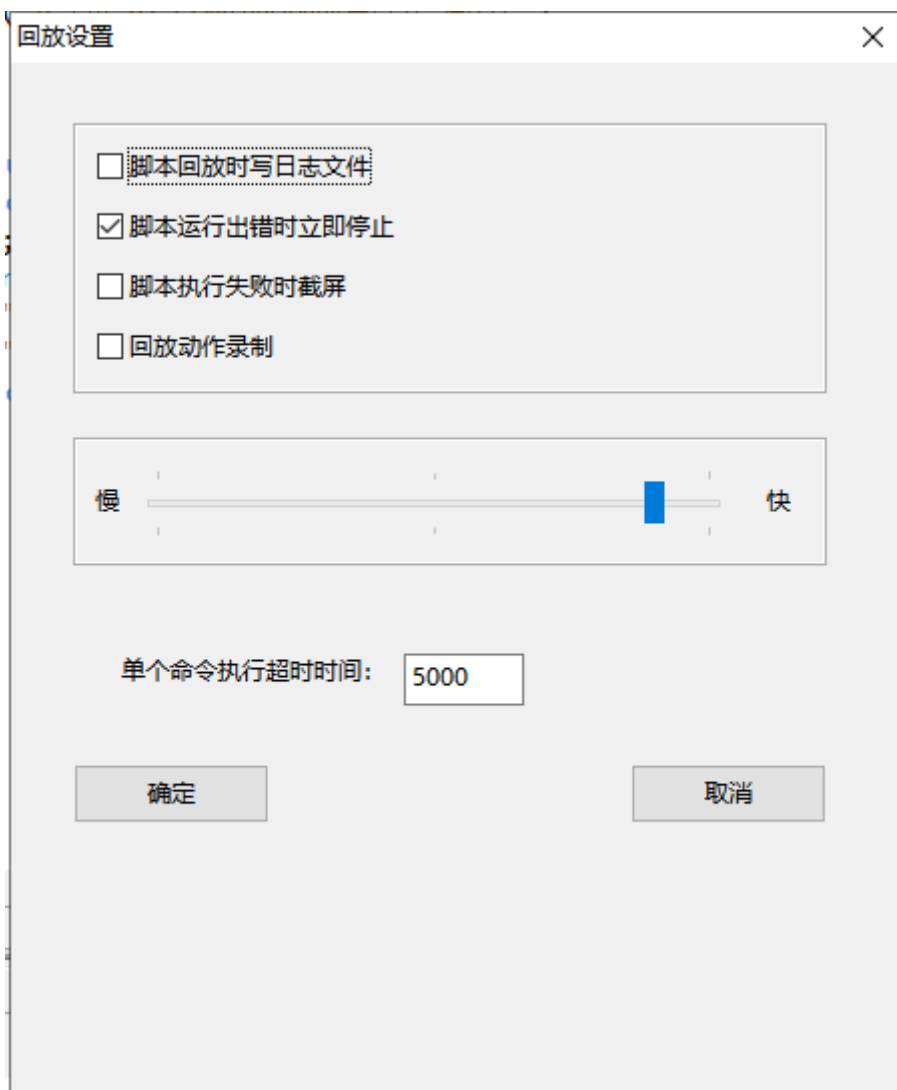 回放设置
脚本回放时写日志文件
脚本运行出错时立即停止
脚本执行失败时截屏
回放动作录制
慢 快
单个命令执行超时时间: 5000
确定 取消